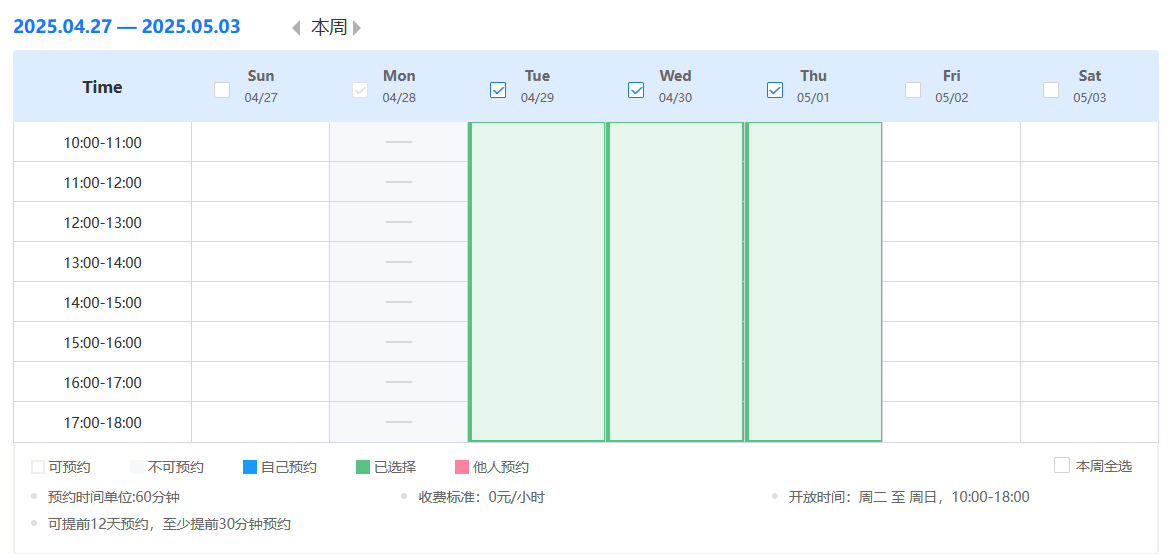 2025.04.27 — 2025.05.03 本周
Time Sun Mon Tue Wed Thu Fri Sat
04/27 04/28 04/29 04/30 05/01 05/02 05/03
10:00-11:00
11:00-12:00
12:00-13:00
13:00-14:00
14:00-15:00
15:00-16:00
16:00-17:00
17:00-18:00
可预约 不可预约 自己预约 已选择 他人预约 本周全选
预约时间单位:60分钟 收费标准：0元/小时 开放时间：周二 至 周日，10:00-18:00
可提前12天预约，至少提前30分钟预约